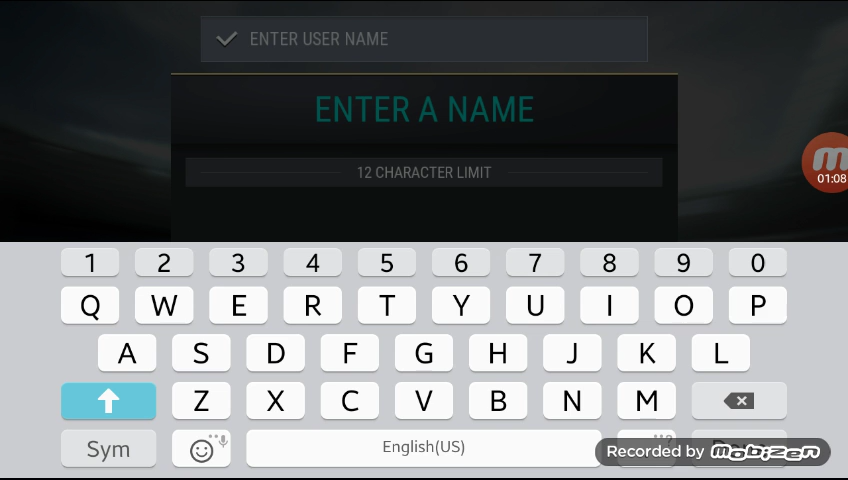 ENTER USER NAME
ENTER A NAME
12 CHARACTER LIMIT
01:08
1 2 3 4 5 6 7 8 9 0
Q W E R T Y U I O P
A S D F G H J K L
Z X C V B N M
Sym English(US)
Recorded by mobizen